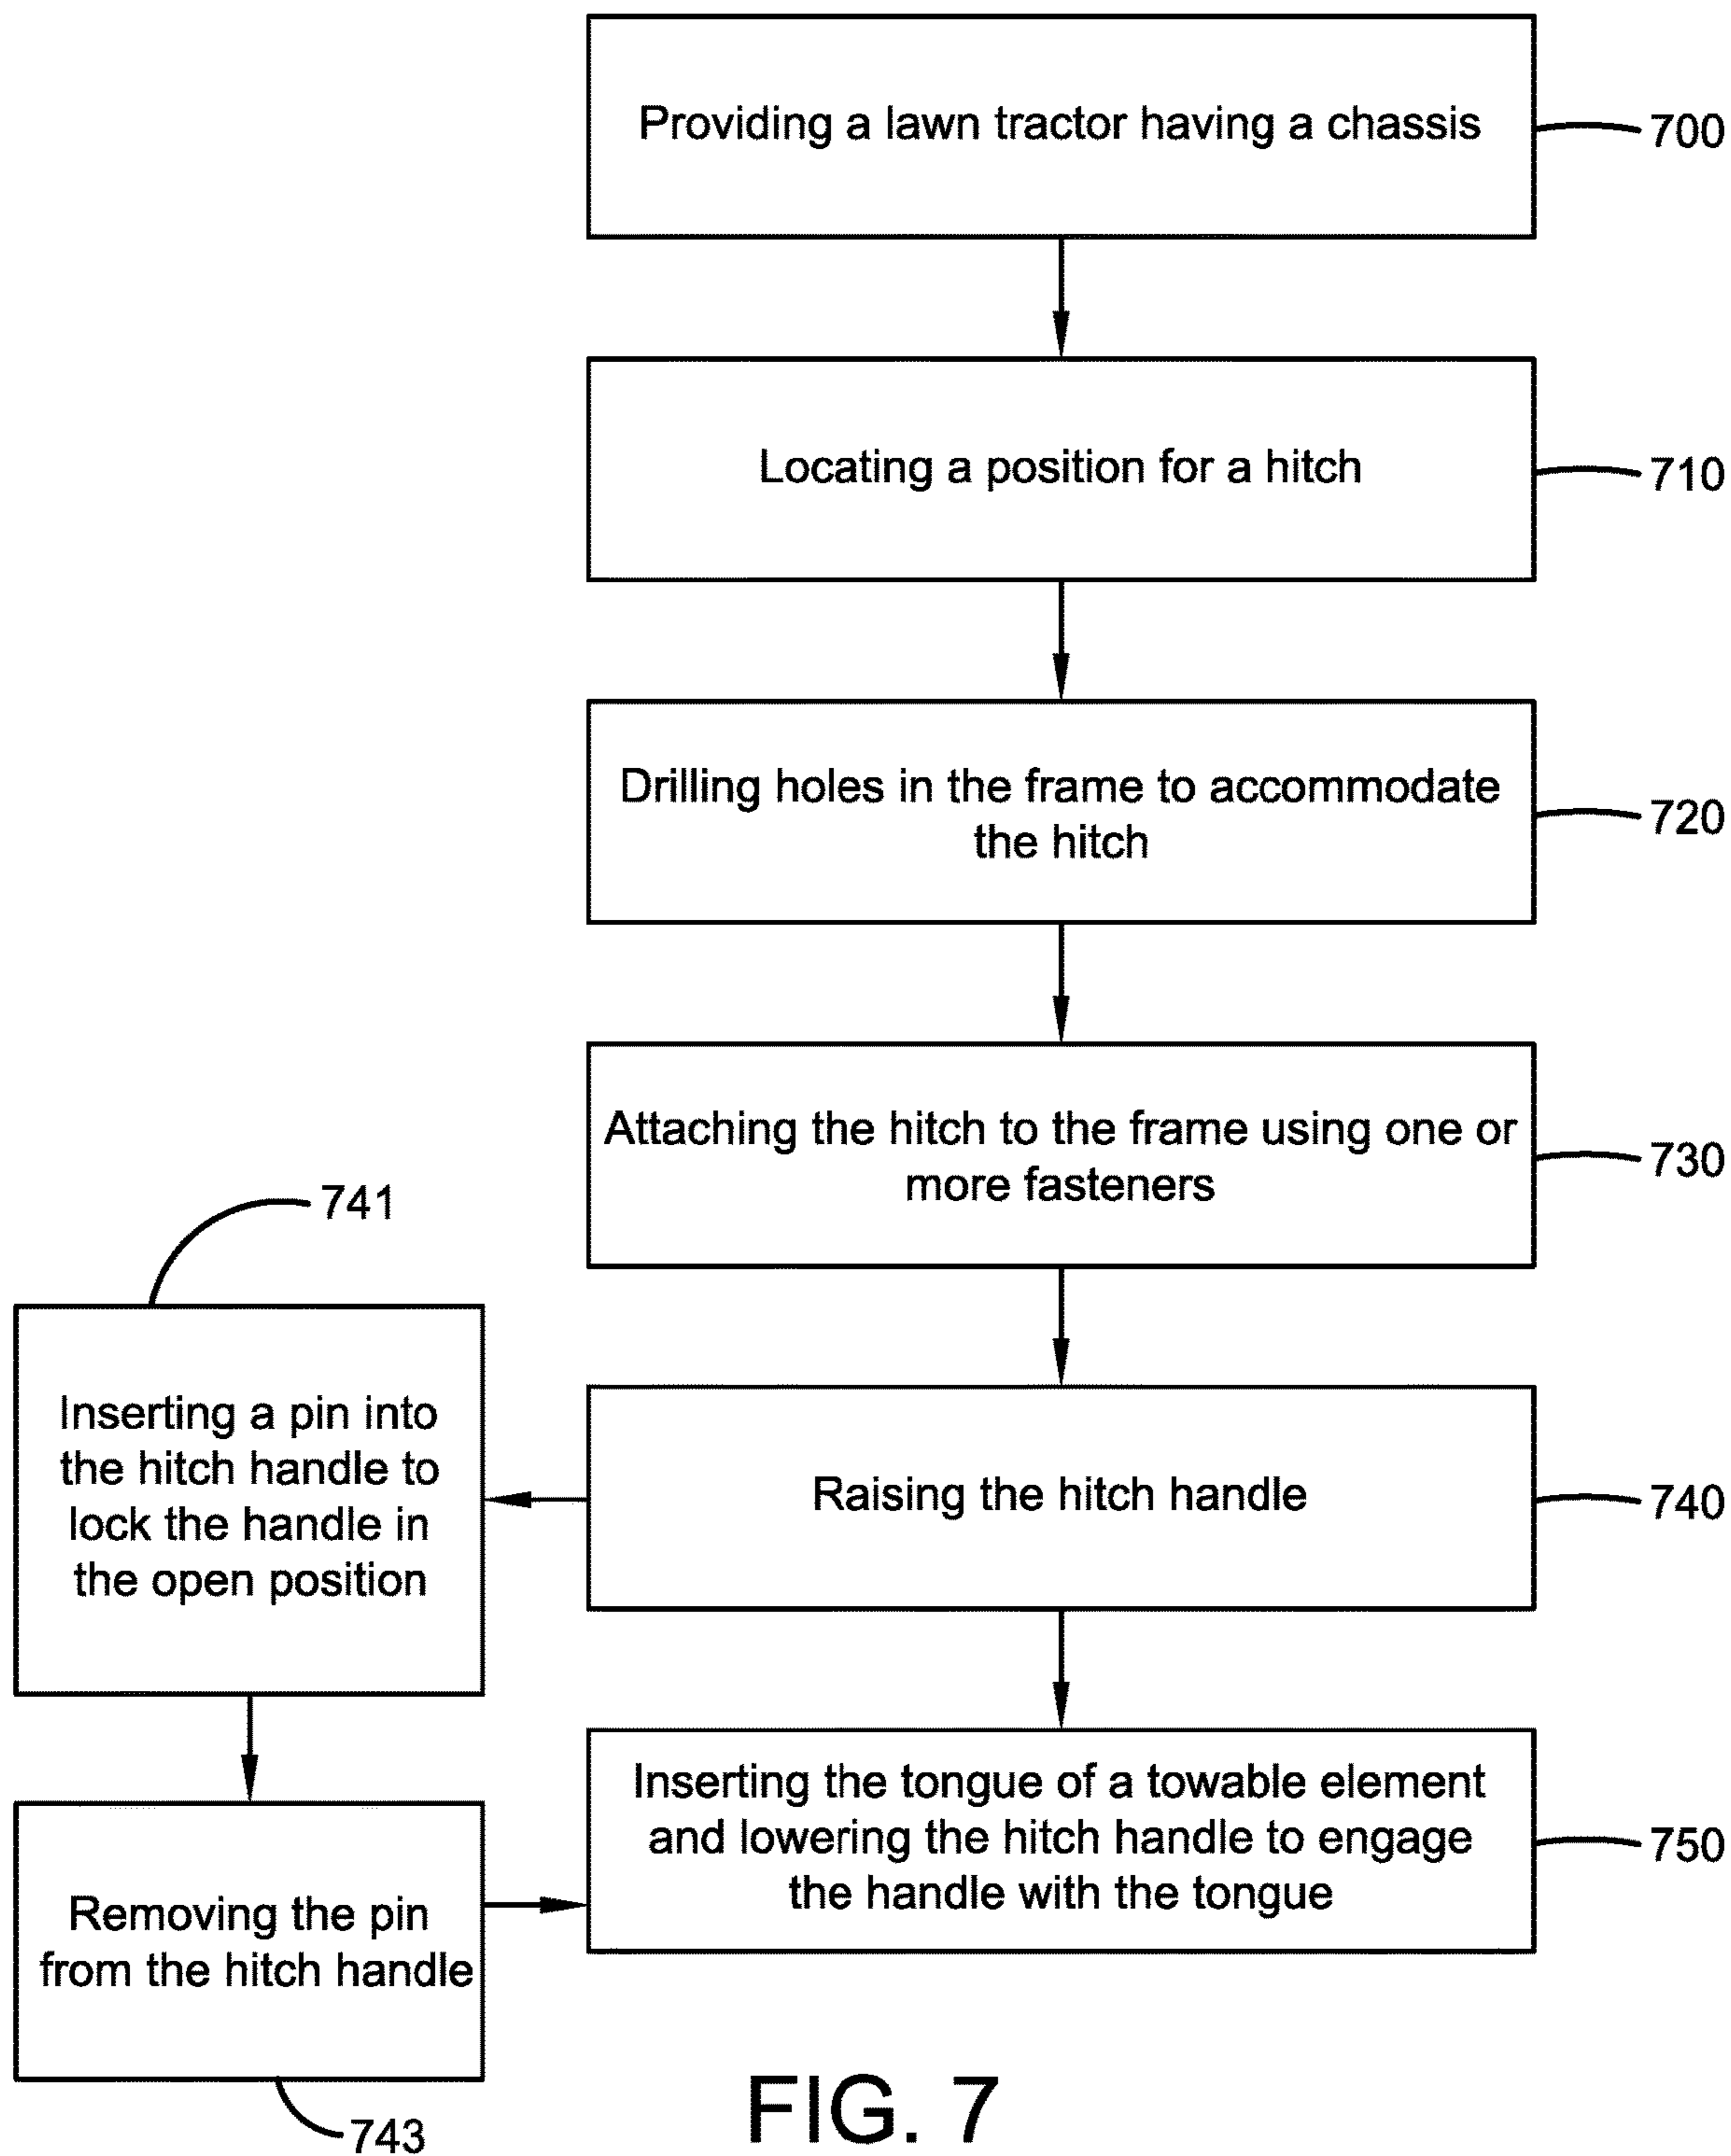 Providing a lawn tractor having a chassis
700
Locating a position for a hitch
710
Drilling holes in the frame to accommodate
the hitch
720
Attaching the hitch to the frame using one or
more fasteners
730
741
Inserting a pin into
the hitch handle to
lock the handle in
the open position
Raising the hitch handle
740
Inserting the tongue of a towable element
and lowering the hitch handle to engage
the handle with the tongue
750
Removing the pin
from the hitch handle
743
FIG. 7